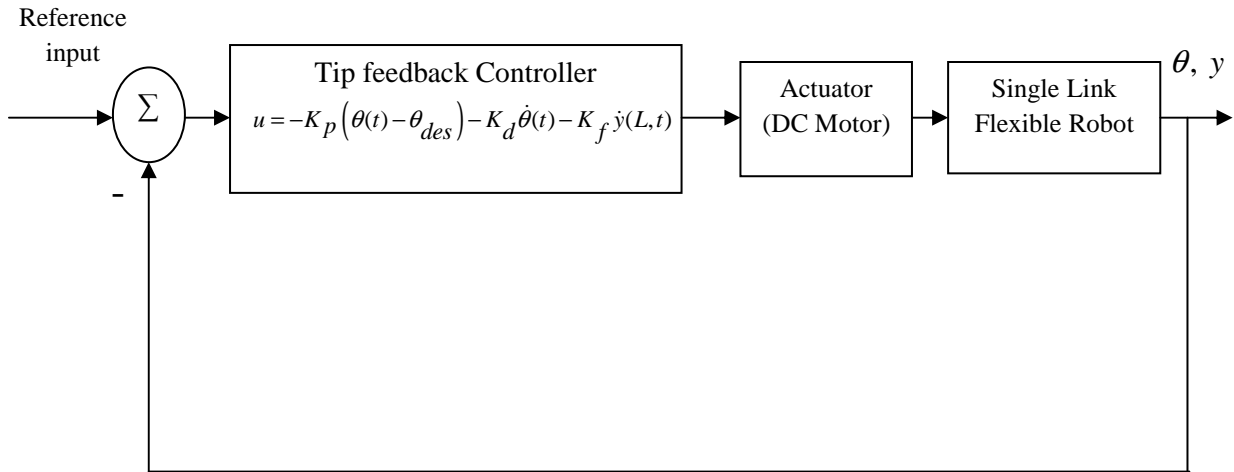 Reference
input
Σ
-
Tip feedback Controller
u = −K_p (θ(t) − θ_des) − K_d θ̇(t) − K_f ẏ(L,t)
Actuator
(DC Motor)
Single Link
Flexible Robot
θ, y